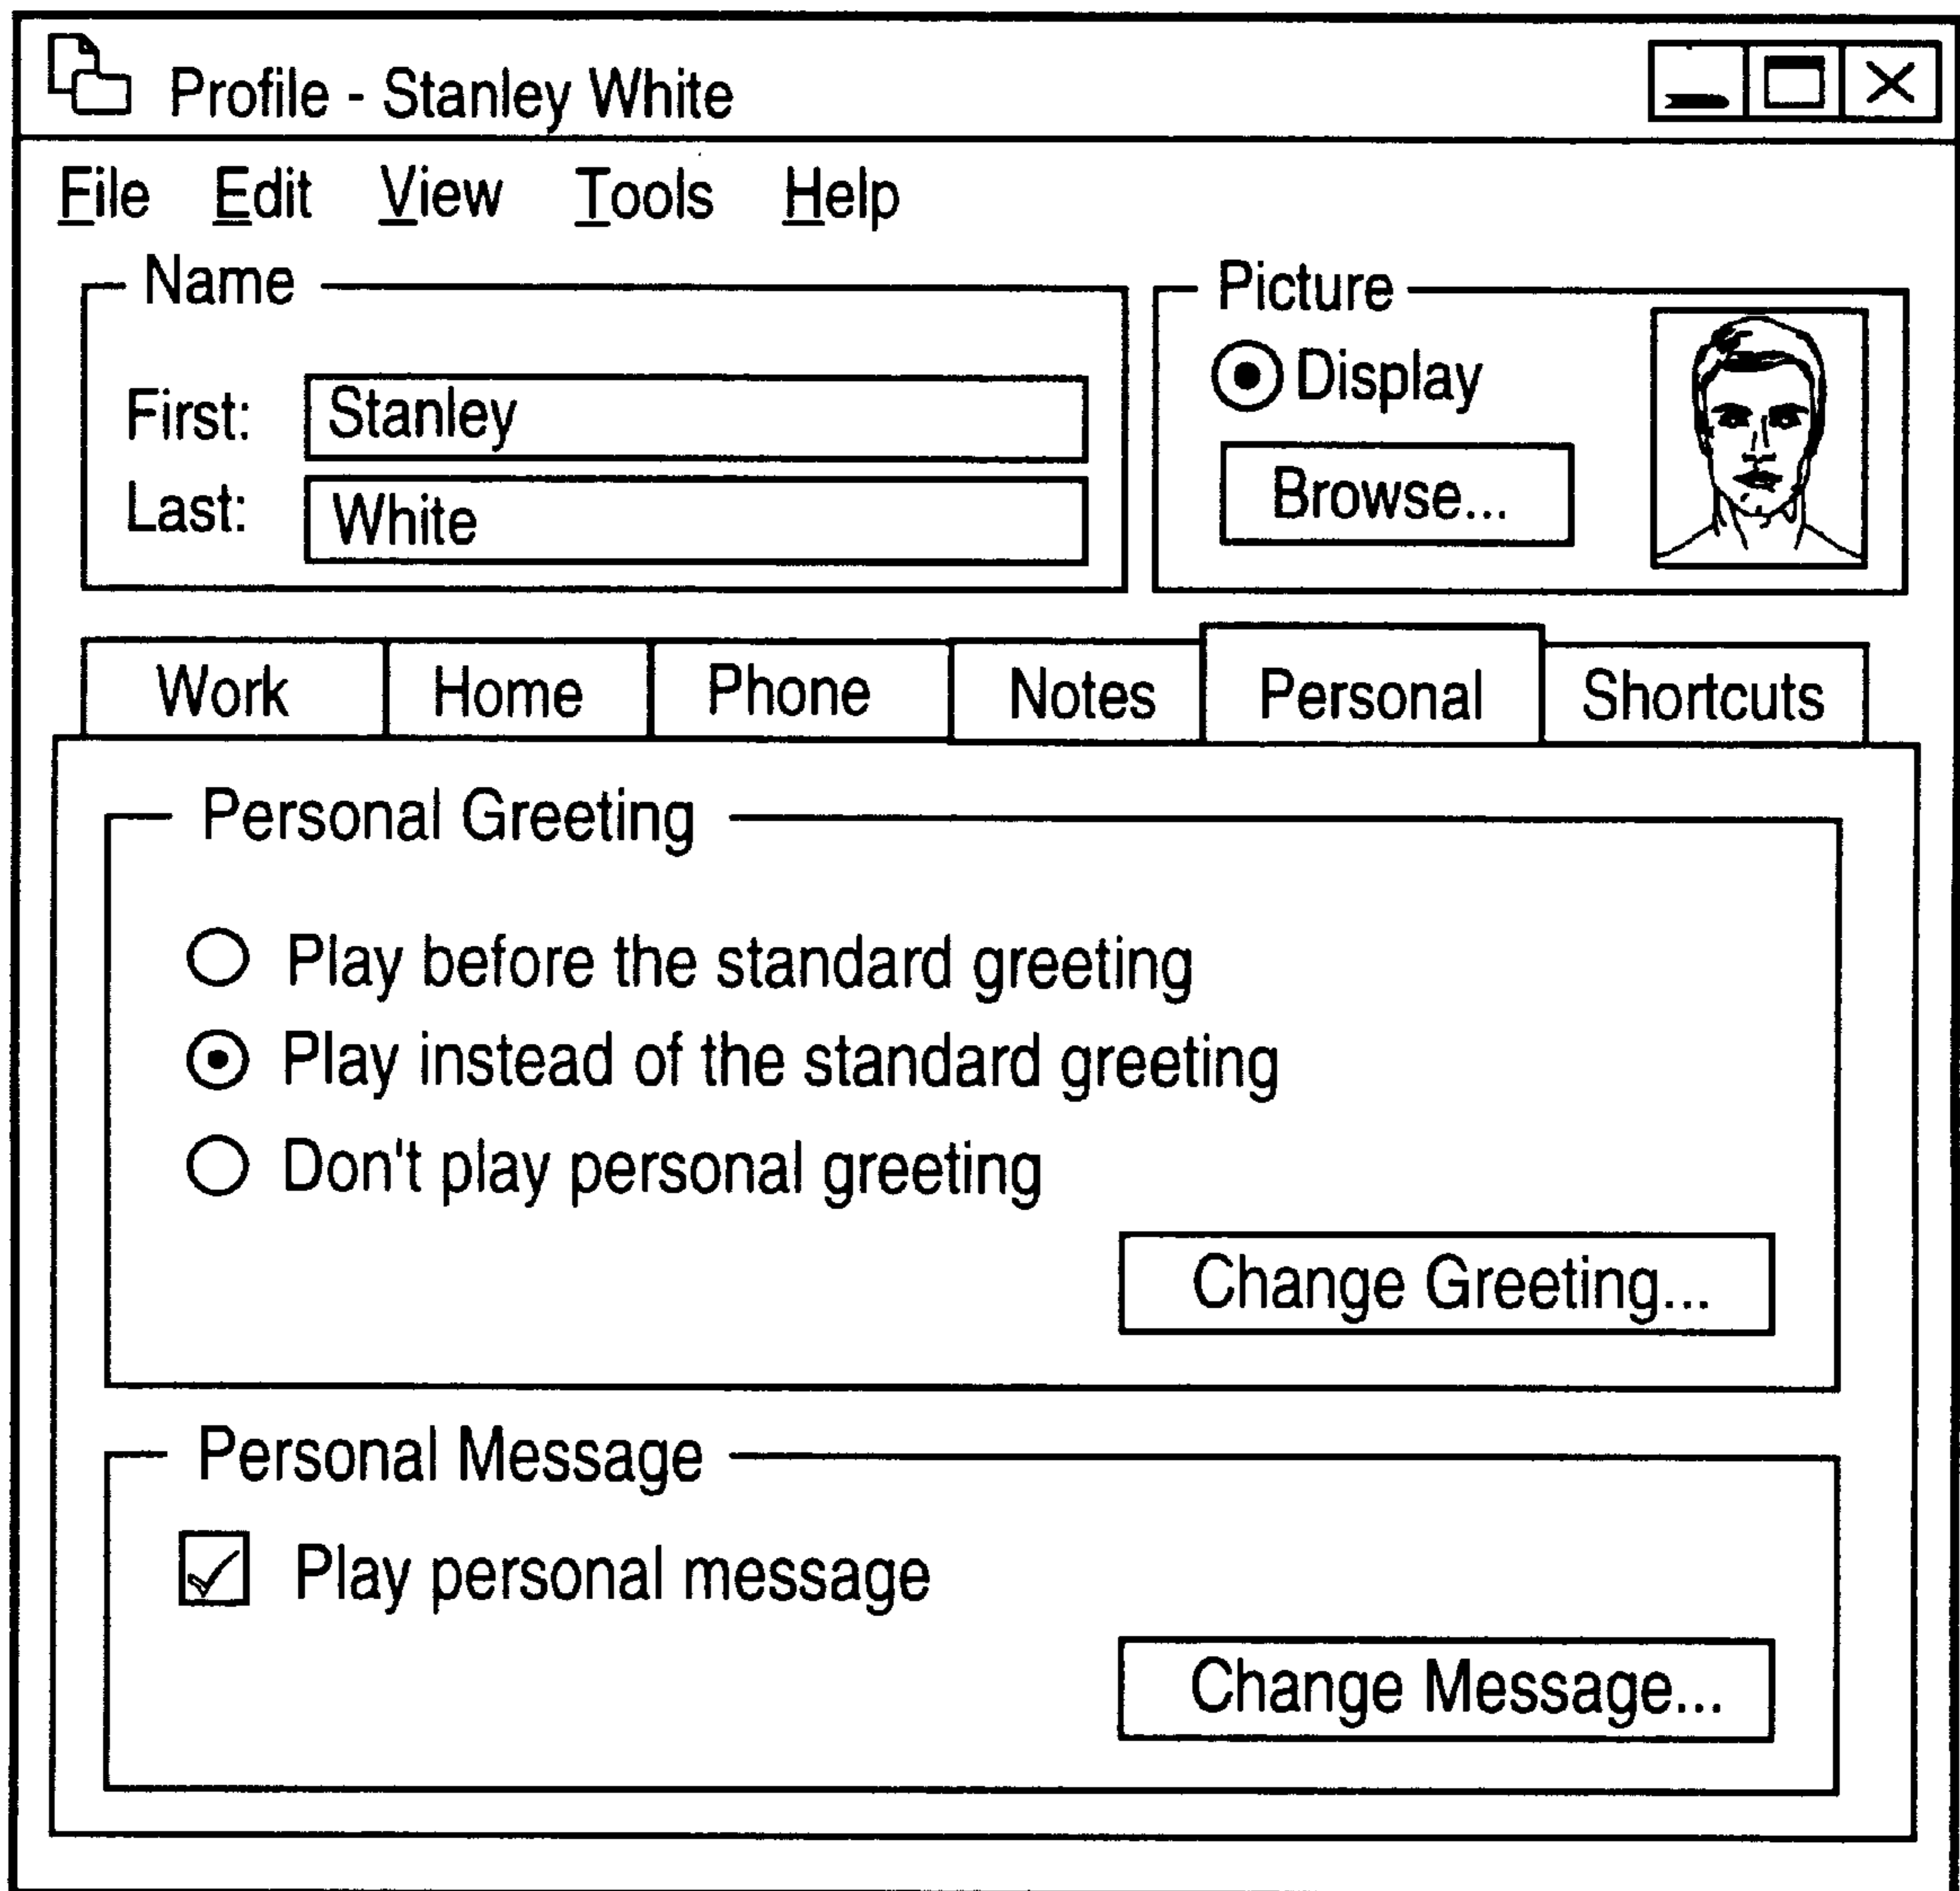 Profile - Stanley White
File Edit View Tools Help
Name
First: Stanley
Last: White
Picture
Display
Browse...
Work Home Phone Notes Personal Shortcuts
Personal Greeting
Play before the standard greeting
Play instead of the standard greeting
Don't play personal greeting
Change Greeting...
Personal Message
Play personal message
Change Message...